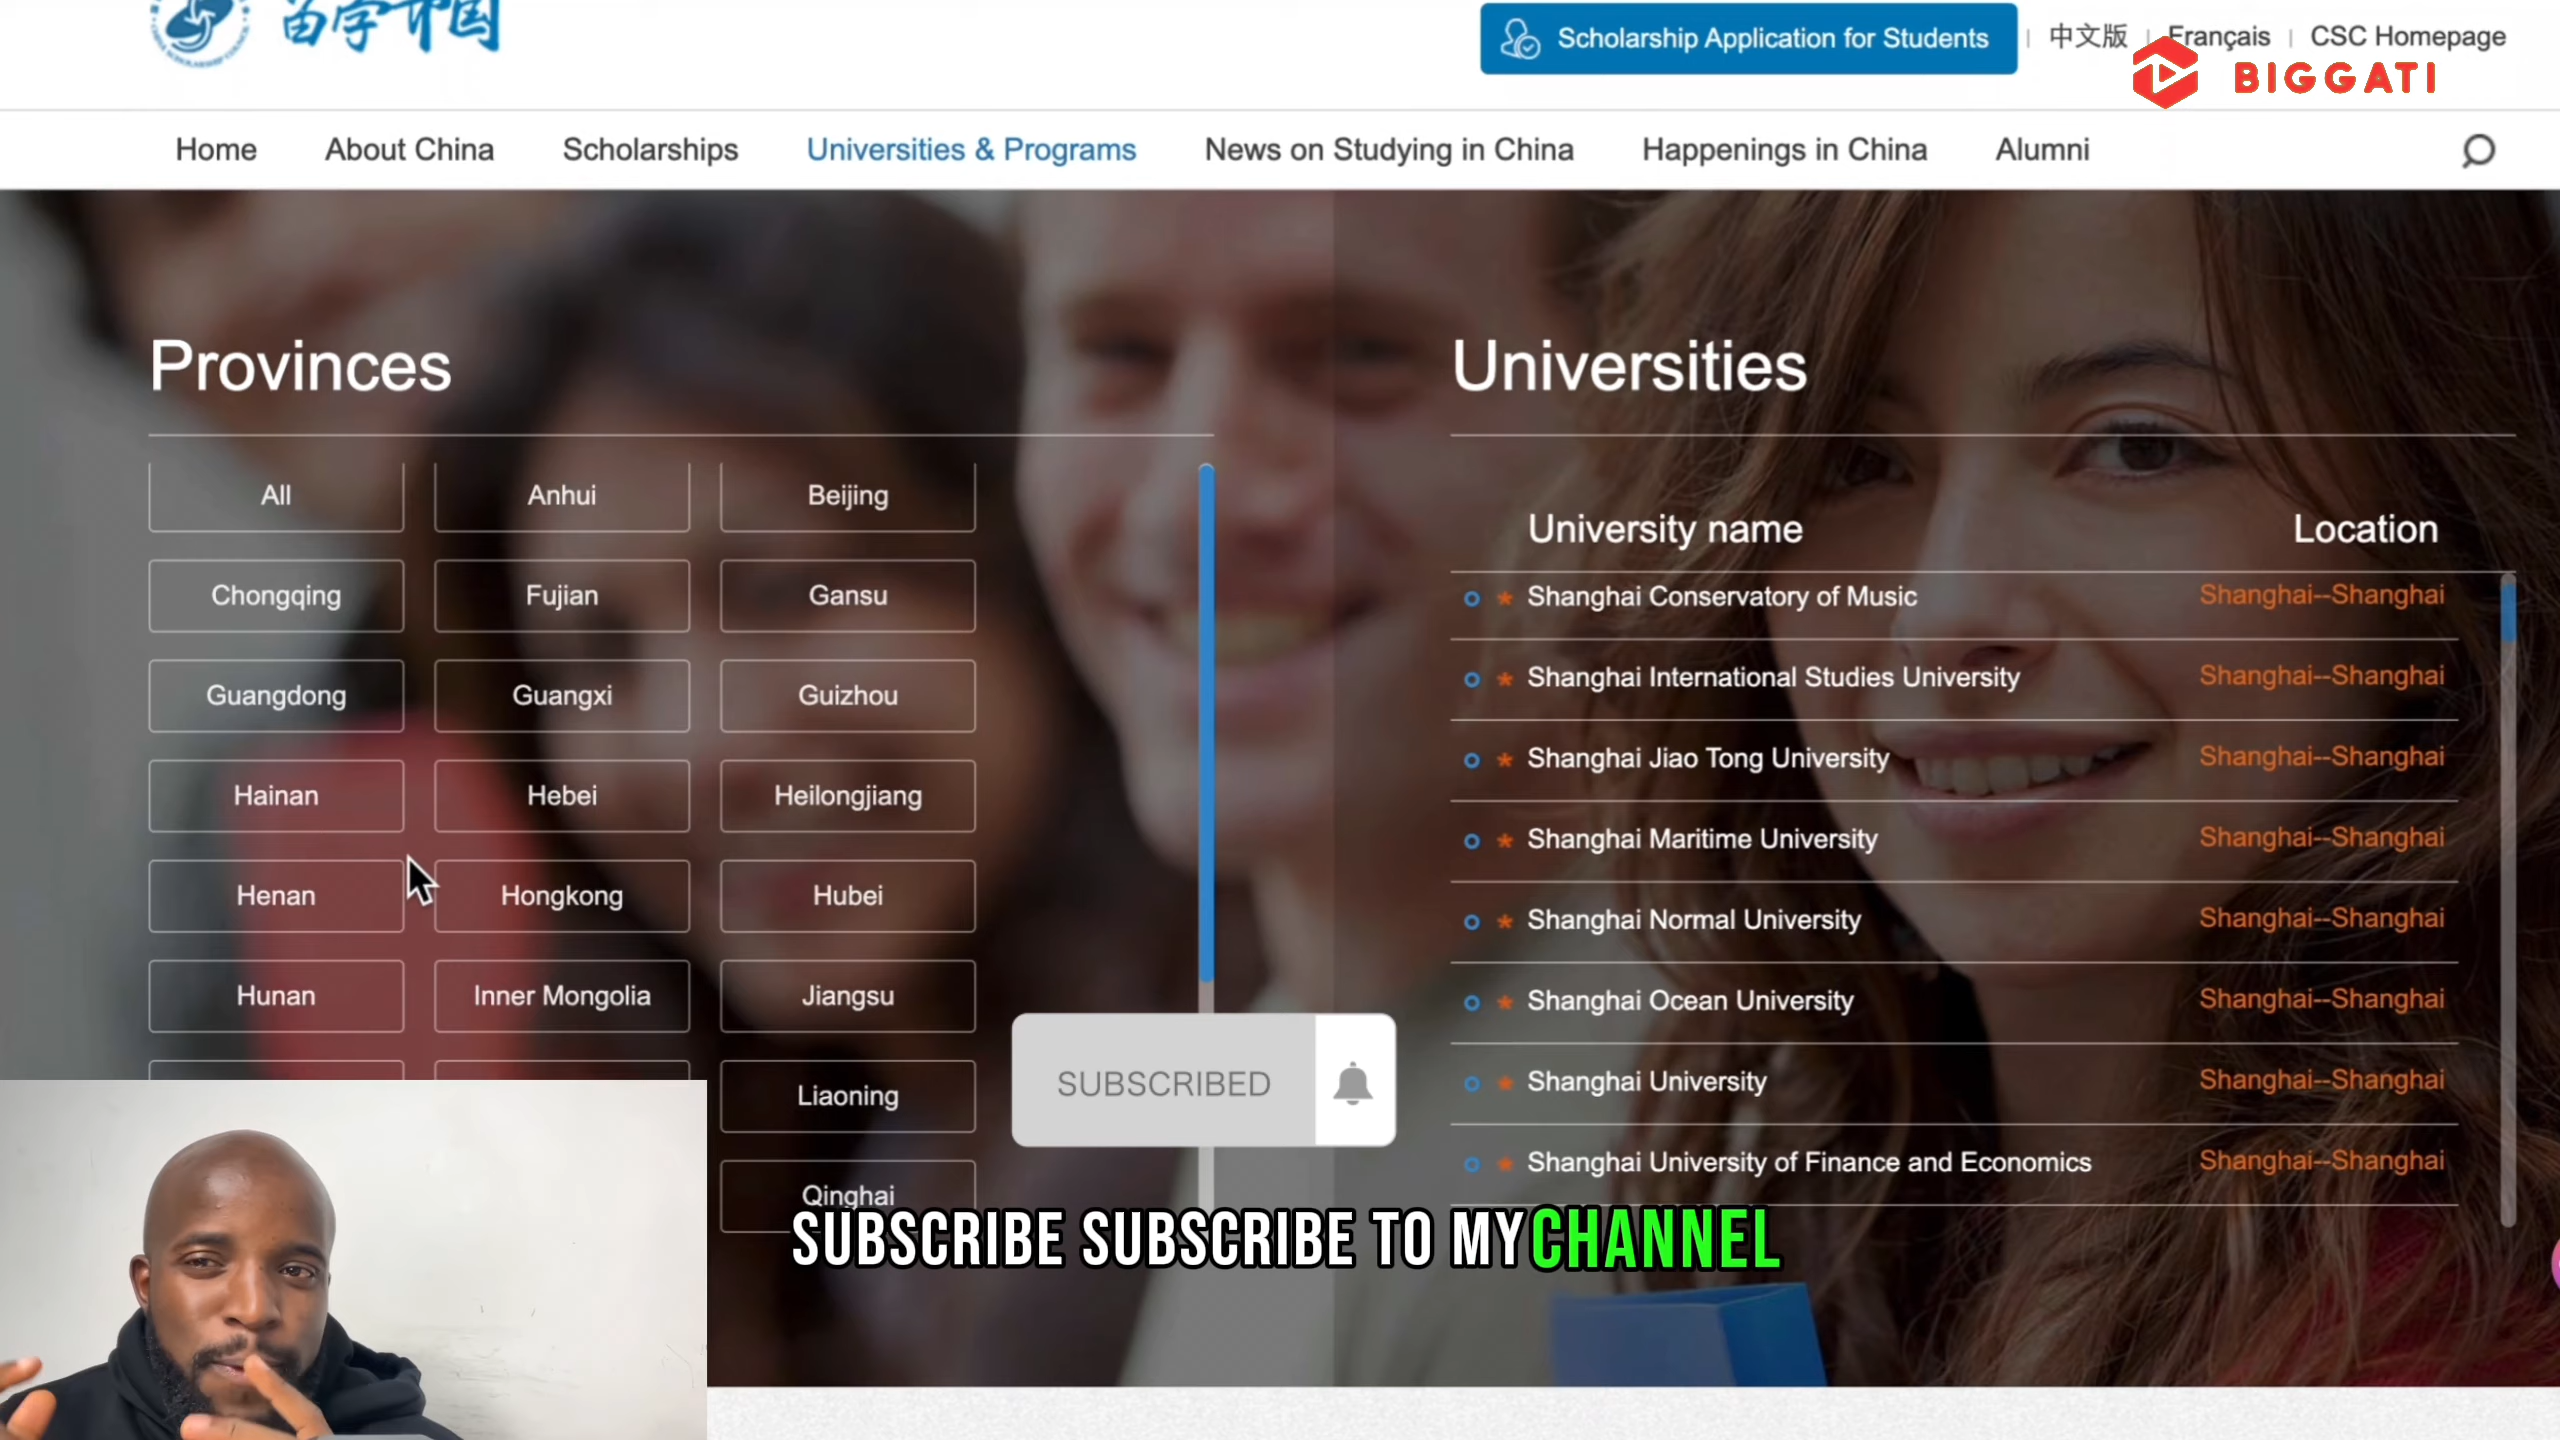 留学中国
Scholarship Application for Students
中文版
Français
CSC Homepage
BIGGATI
Home
About China
Scholarships
Universities & Programs
News on Studying in China
Happenings in China
Alumni
Provinces
All
Anhui
Beijing
Chongqing
Fujian
Gansu
Guangdong
Guangxi
Guizhou
Hainan
Hebei
Heilongjiang
Henan
Hongkong
Hubei
Hunan
Inner Mongolia
Jiangsu
Liaoning
Qinghai
Universities
University name
Location
Shanghai Conservatory of Music
Shanghai--Shanghai
Shanghai International Studies University
Shanghai--Shanghai
Shanghai Jiao Tong University
Shanghai--Shanghai
Shanghai Maritime University
Shanghai--Shanghai
Shanghai Normal University
Shanghai--Shanghai
Shanghai Ocean University
Shanghai--Shanghai
Shanghai University
Shanghai--Shanghai
Shanghai University of Finance and Economics
Shanghai--Shanghai
SUBSCRIBED
SUBSCRIBE SUBSCRIBE TO MY CHANNEL